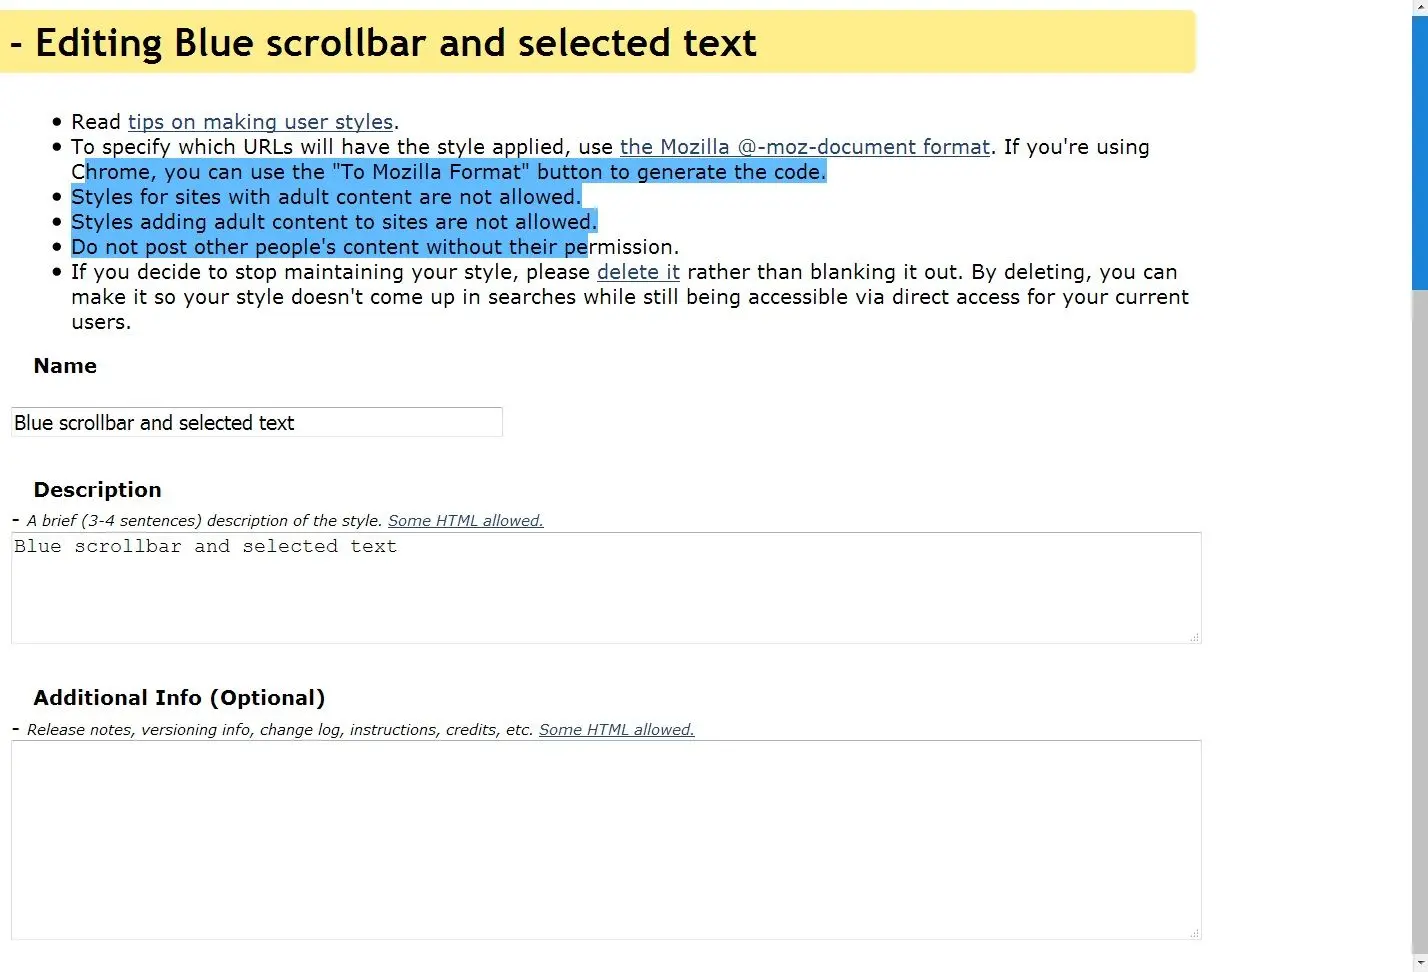 - Editing Blue scrollbar and selected text
Read tips on making user styles.
To specify which URLs will have the style applied, use the Mozilla @-moz-document format. If you're using
Chrome, you can use the "To Mozilla Format" button to generate the code.
Styles for sites with adult content are not allowed.
Styles adding adult content to sites are not allowed.
Do not post other people's content without their permission.
If you decide to stop maintaining your style, please delete it rather than blanking it out. By deleting, you can
make it so your style doesn't come up in searches while still being accessible via direct access for your current
users.
Name
Blue scrollbar and selected text
Description
- A brief (3-4 sentences) description of the style. Some HTML allowed.
Blue scrollbar and selected text
Additional Info (Optional)
- Release notes, versioning info, change log, instructions, credits, etc. Some HTML allowed.